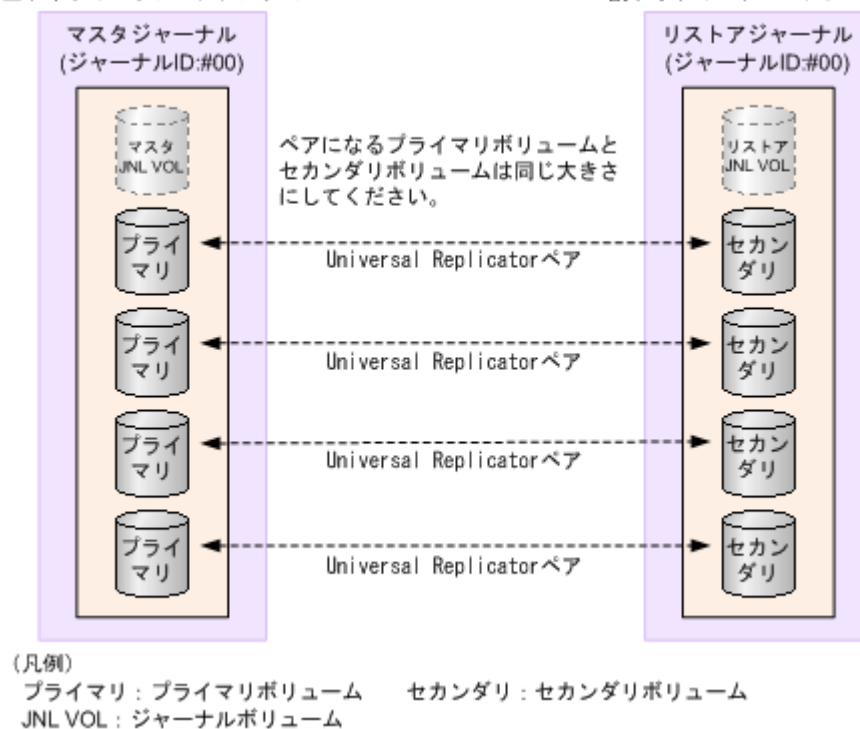 マスタジャーナル
(ジャーナルID:#00)
リストアジャーナル
(ジャーナルID:#00)
マスタ
JNL VOL
ペアになるプライマリボリュームと
セカンダリボリュームは同じ大きさ
にしてください。
リストア
JNL VOL
プライ
マリ
Universal Replicatorペア
セカン
ダリ
プライ
マリ
Universal Replicatorペア
セカン
ダリ
プライ
マリ
Universal Replicatorペア
セカン
ダリ
プライ
マリ
Universal Replicatorペア
セカン
ダリ
(凡例)
プライマリ:プライマリボリューム セカンダリ:セカンダリボリューム
JNL VOL:ジャーナルボリューム